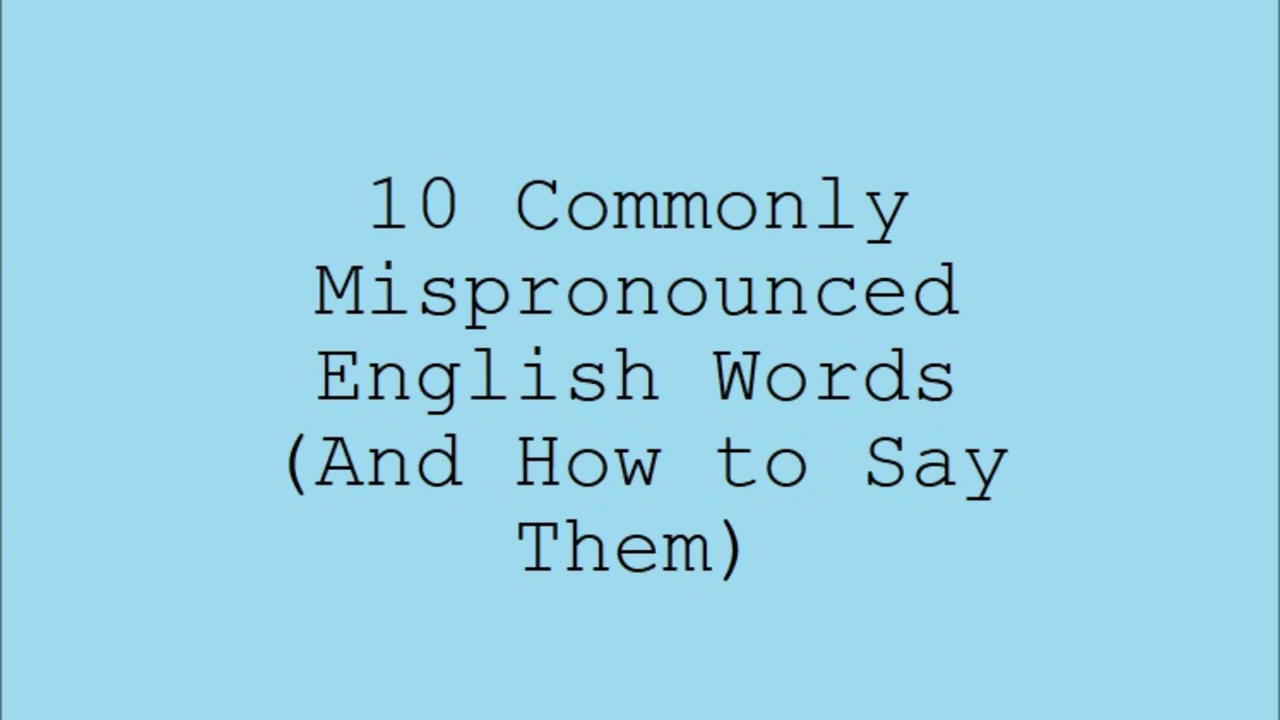 10 Commonly
Mispronounced
English Words
(And How to Say
Them)